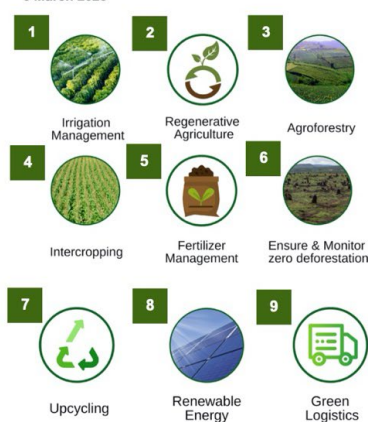 1
2
3
Irrigation
Management
Regenerative
Agriculture
Agroforestry
4
5
6
Intercropping
Fertilizer
Management
Ensure & Monitor
zero deforestation
7
8
9
Upcycling
Renewable
Energy
Green
Logistics